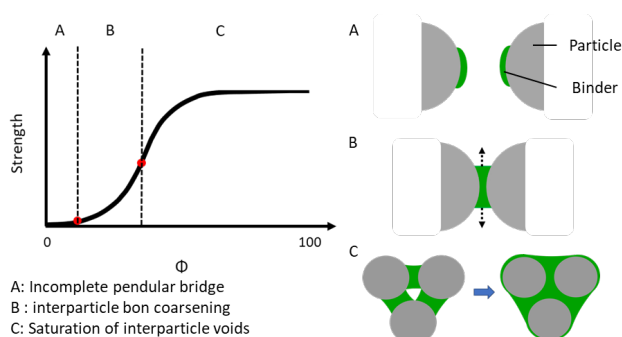 A
B
C
Strength
0
100
Φ
A: Incomplete pendular bridge
B : interparticle bon coarsening
C: Saturation of interparticle voids
A
Particle
Binder
B
C